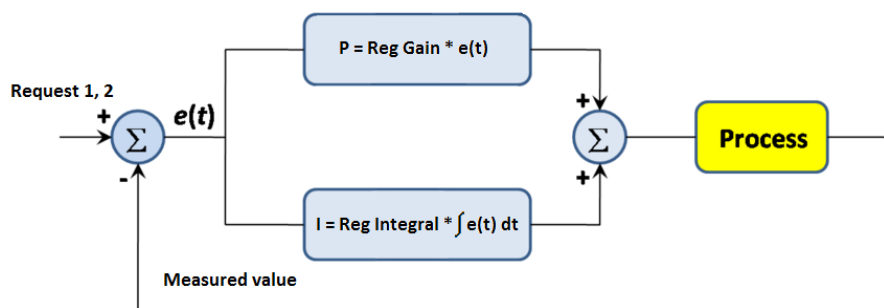 P = Reg Gain * e(t)
Request 1, 2
+
e(t)
Σ
-
+
Σ
+
Process
I = Reg Integral * ∫ e(t) dt
Measured value